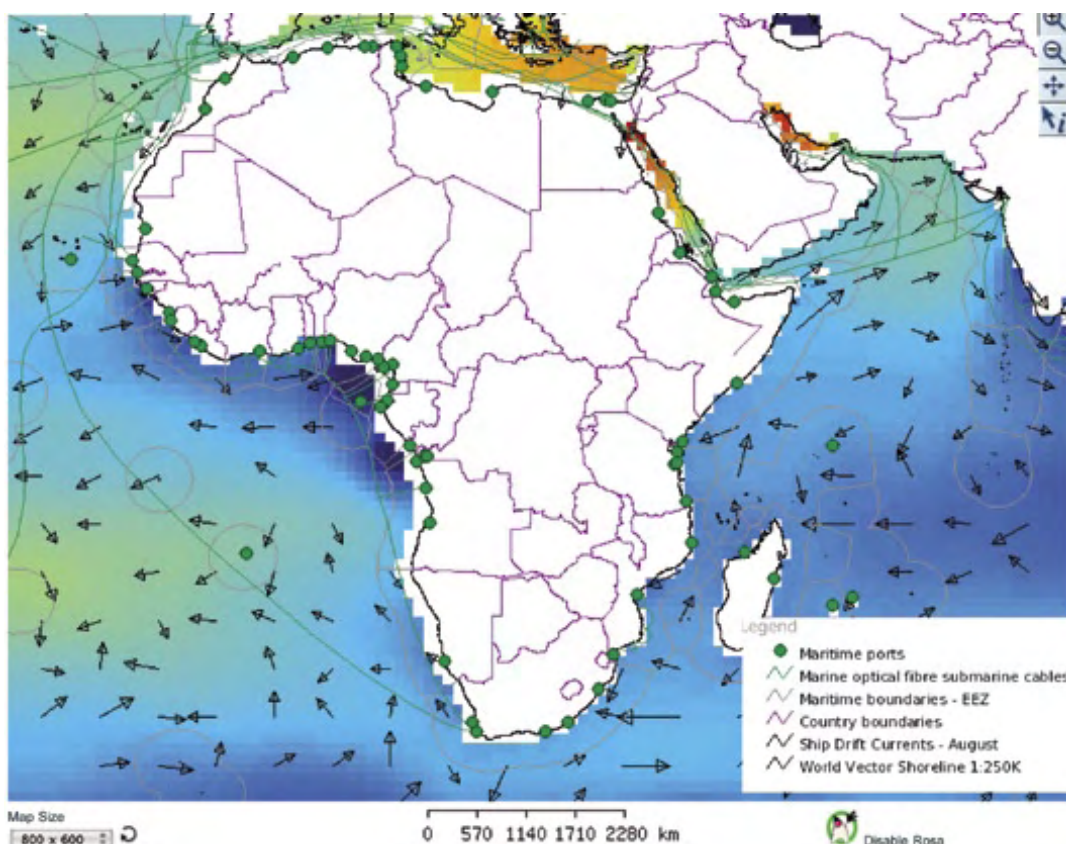 Legend
Maritime ports
Marine optical fibre submarine cables
Maritime boundaries - EEZ
Country boundaries
Ship Drift Currents - August
World Vector Shoreline 1:250K
Map Size
800 x 600
0 570 1140 1710 2280 km
Disable Rosa